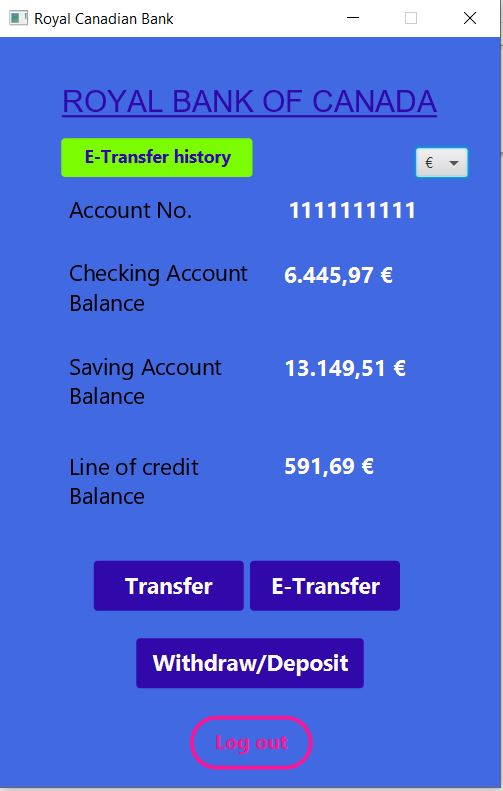 Royal Canadian Bank
ROYAL BANK OF CANADA
E-Transfer history
€
Account No.
1111111111
Checking Account
Balance
6.445,97 €
Saving Account
Balance
13.149,51 €
Line of credit
Balance
591,69 €
Transfer
E-Transfer
Withdraw/Deposit
Log out